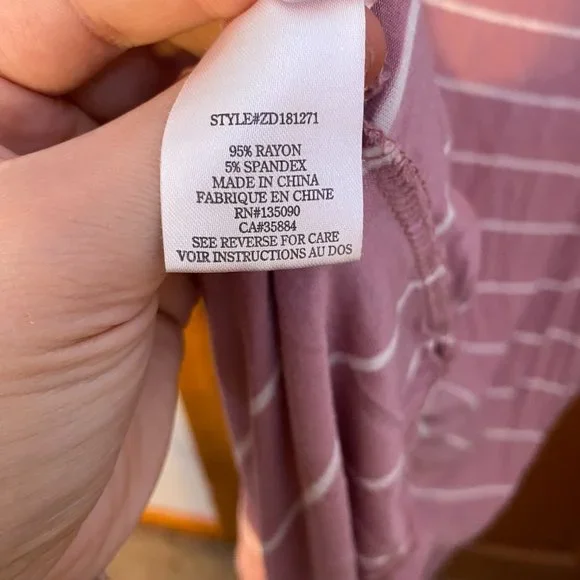 STYLE#ZD181271
95% RAYON
5% SPANDEX
MADE IN CHINA
FABRIQUE EN CHINE
RN#135090
CA#35884
SEE REVERSE FOR CARE
VOIR INSTRUCTIONS AU DOS